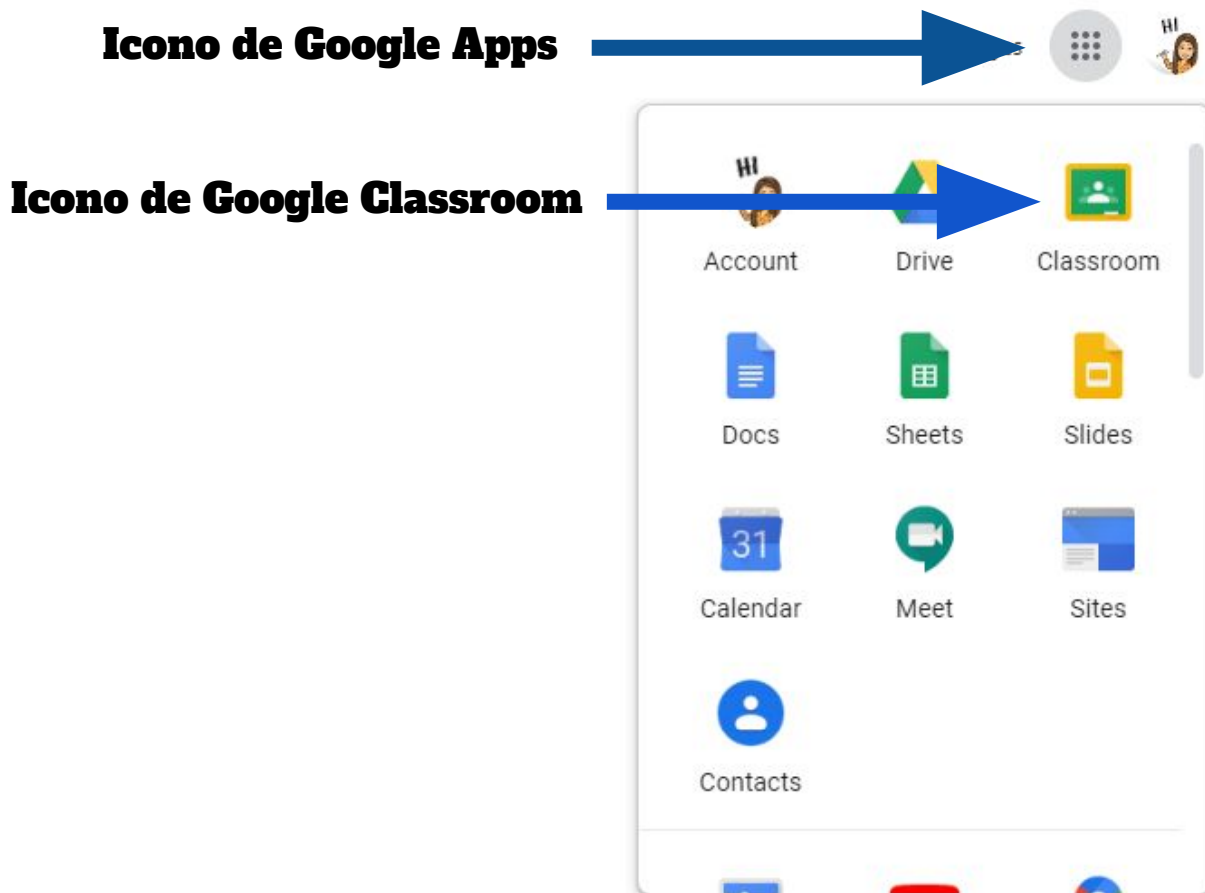 Icono de Google Apps
HI
Icono de Google Classroom
HI
Account Drive Classroom
Docs Sheets Slides
31
Calendar Meet Sites
Contacts